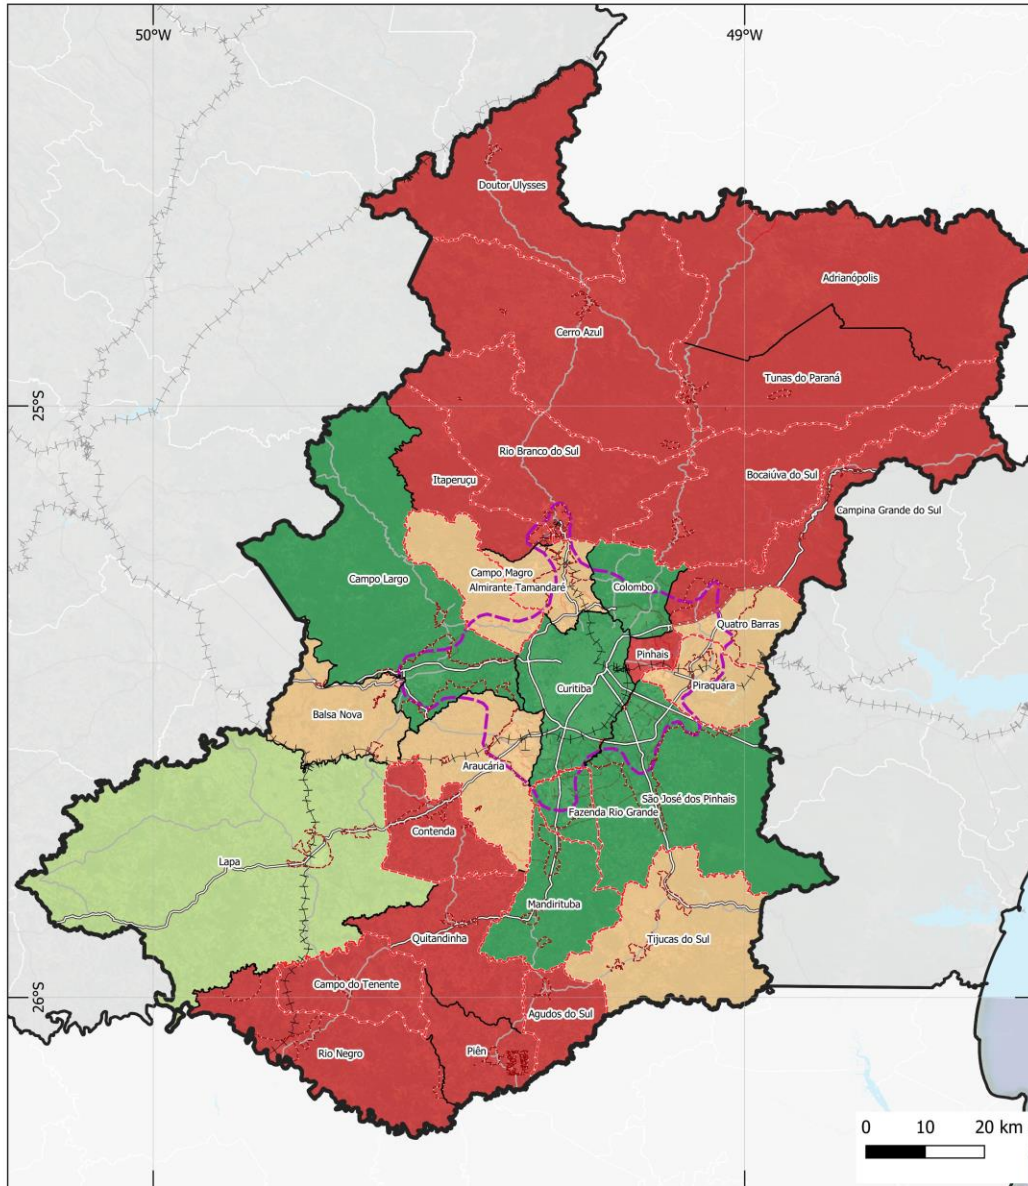 50°W
49°W
Doutor Ulysses
Adrianópolis
Cerro Azul
Tunas do Paraná
25°S
Rio Branco do Sul
Bocaiúva do Sul
Itaperuçu
Campina Grande do Sul
Campo Magro
Campo Largo
Almirante Tamandaré
Colombo
Quatro Barras
Pinhais
Piraquara
Curitiba
Balsa Nova
Araucária
São José dos Pinhais
Fazenda Rio Grande
Contenda
Lapa
Mandirituba
Quitandinha
Tijucas do Sul
Campo do Tenente
26°S
Agudos do Sul
Rio Negro
Piên
0 10 20 km